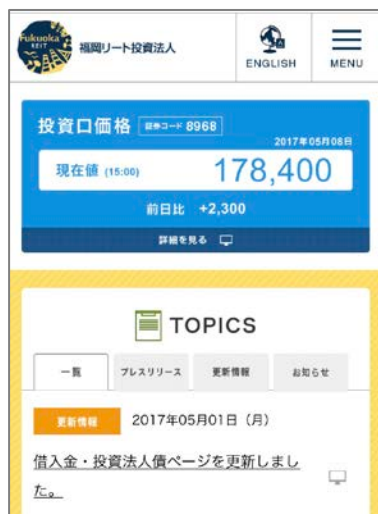 Fukuoka
REIT
福岡リート投資法人
ENGLISH
MENU
投資口価格 証券コード 8968
2017年05月08日
現在値 (15:00) 178,400
前日比 +2,300
詳細を見る
TOPICS
一覧 プレスリリース 更新情報 お知らせ
更新情報 2017年05月01日（月）
借入金・投資法人債ページを更新しまし
た。